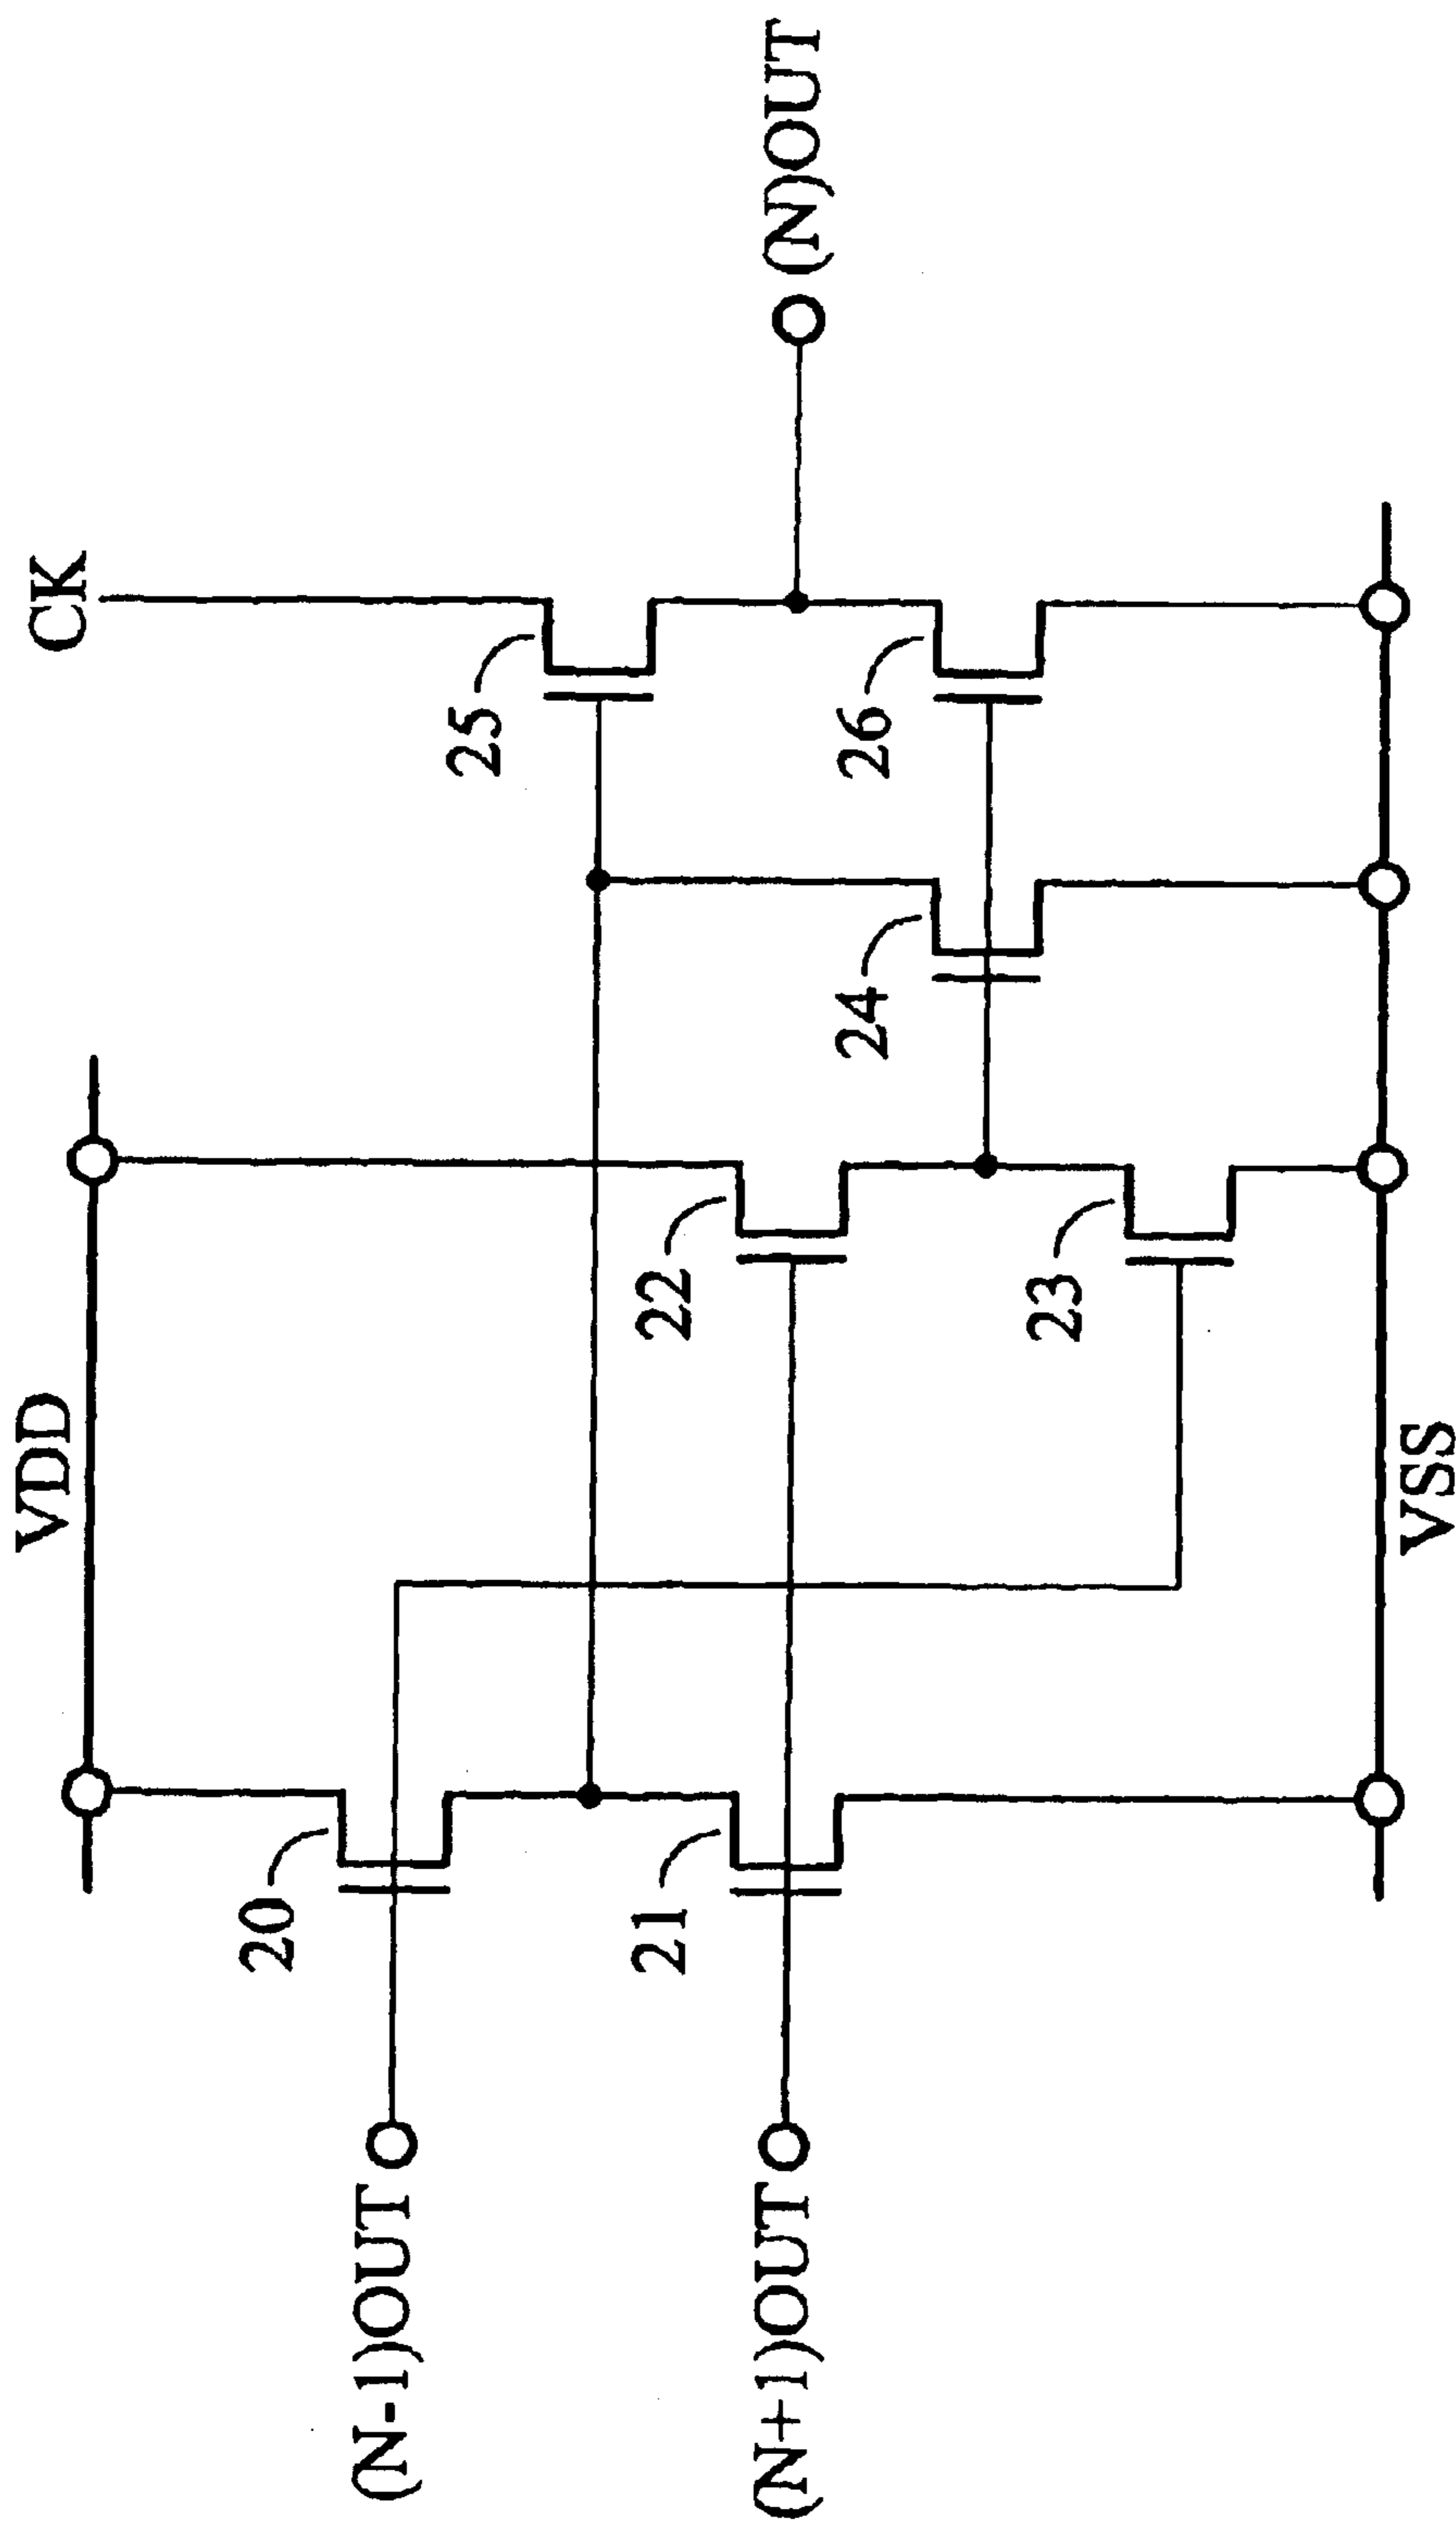 VDD
CK
20
25
(N-1)OUT
22
21
24
26
(N)OUT
(N+1)OUT
23
VSS